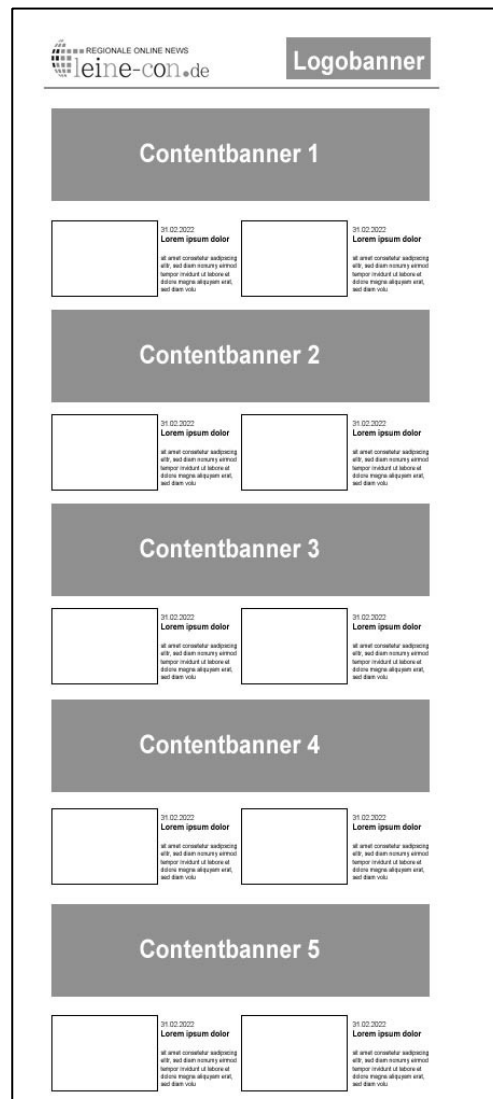 REGIONALE ONLINE NEWS
leine-con.de
Logobanner
Contentbanner 1
31.02.2022
Lorem ipsum dolor
sit amet consetetur sadipscing
elitr, sed diam nonumy eirmod
tempor invidunt ut labore et
dolore magna aliquyam erat,
sed diam volu
31.02.2022
Lorem ipsum dolor
sit amet consetetur sadipscing
elitr, sed diam nonumy eirmod
tempor invidunt ut labore et
dolore magna aliquyam erat,
sed diam volu
Contentbanner 2
31.02.2022
Lorem ipsum dolor
sit amet consetetur sadipscing
elitr, sed diam nonumy eirmod
tempor invidunt ut labore et
dolore magna aliquyam erat,
sed diam volu
31.02.2022
Lorem ipsum dolor
sit amet consetetur sadipscing
elitr, sed diam nonumy eirmod
tempor invidunt ut labore et
dolore magna aliquyam erat,
sed diam volu
Contentbanner 3
31.02.2022
Lorem ipsum dolor
sit amet consetetur sadipscing
elitr, sed diam nonumy eirmod
tempor invidunt ut labore et
dolore magna aliquyam erat,
sed diam volu
31.02.2022
Lorem ipsum dolor
sit amet consetetur sadipscing
elitr, sed diam nonumy eirmod
tempor invidunt ut labore et
dolore magna aliquyam erat,
sed diam volu
Contentbanner 4
31.02.2022
Lorem ipsum dolor
sit amet consetetur sadipscing
elitr, sed diam nonumy eirmod
tempor invidunt ut labore et
dolore magna aliquyam erat,
sed diam volu
31.02.2022
Lorem ipsum dolor
sit amet consetetur sadipscing
elitr, sed diam nonumy eirmod
tempor invidunt ut labore et
dolore magna aliquyam erat,
sed diam volu
Contentbanner 5
31.02.2022
Lorem ipsum dolor
sit amet consetetur sadipscing
elitr, sed diam nonumy eirmod
tempor invidunt ut labore et
dolore magna aliquyam erat,
sed diam volu
31.02.2022
Lorem ipsum dolor
sit amet consetetur sadipscing
elitr, sed diam nonumy eirmod
tempor invidunt ut labore et
dolore magna aliquyam erat,
sed diam volu